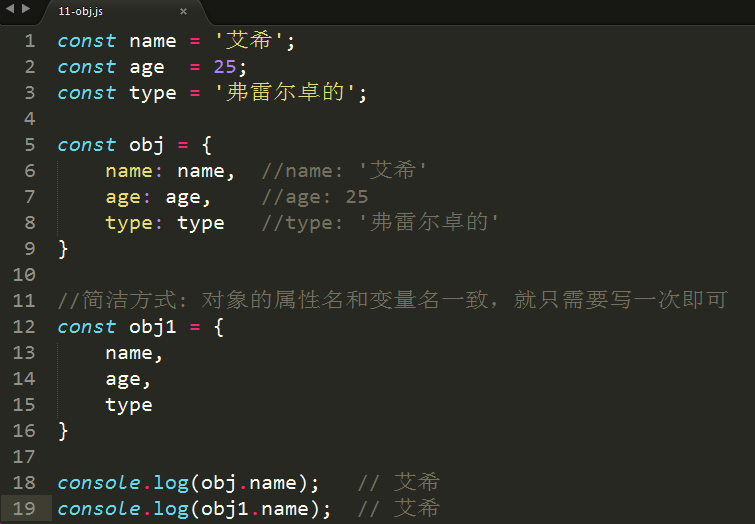 11-obj.js ×
1 const name = '艾希';
2 const age  = 25;
3 const type = '弗雷尔卓的';
4
5 const obj = {
6     name: name,  //name: '艾希'
7     age: age,    //age: 25
8     type: type   //type: '弗雷尔卓的'
9 }
10
11 //简洁方式: 对象的属性名和变量名一致，就只需要写一次即可
12 const obj1 = {
13     name,
14     age,
15     type
16 }
17
18 console.log(obj.name);   // 艾希
19 console.log(obj1.name);  // 艾希